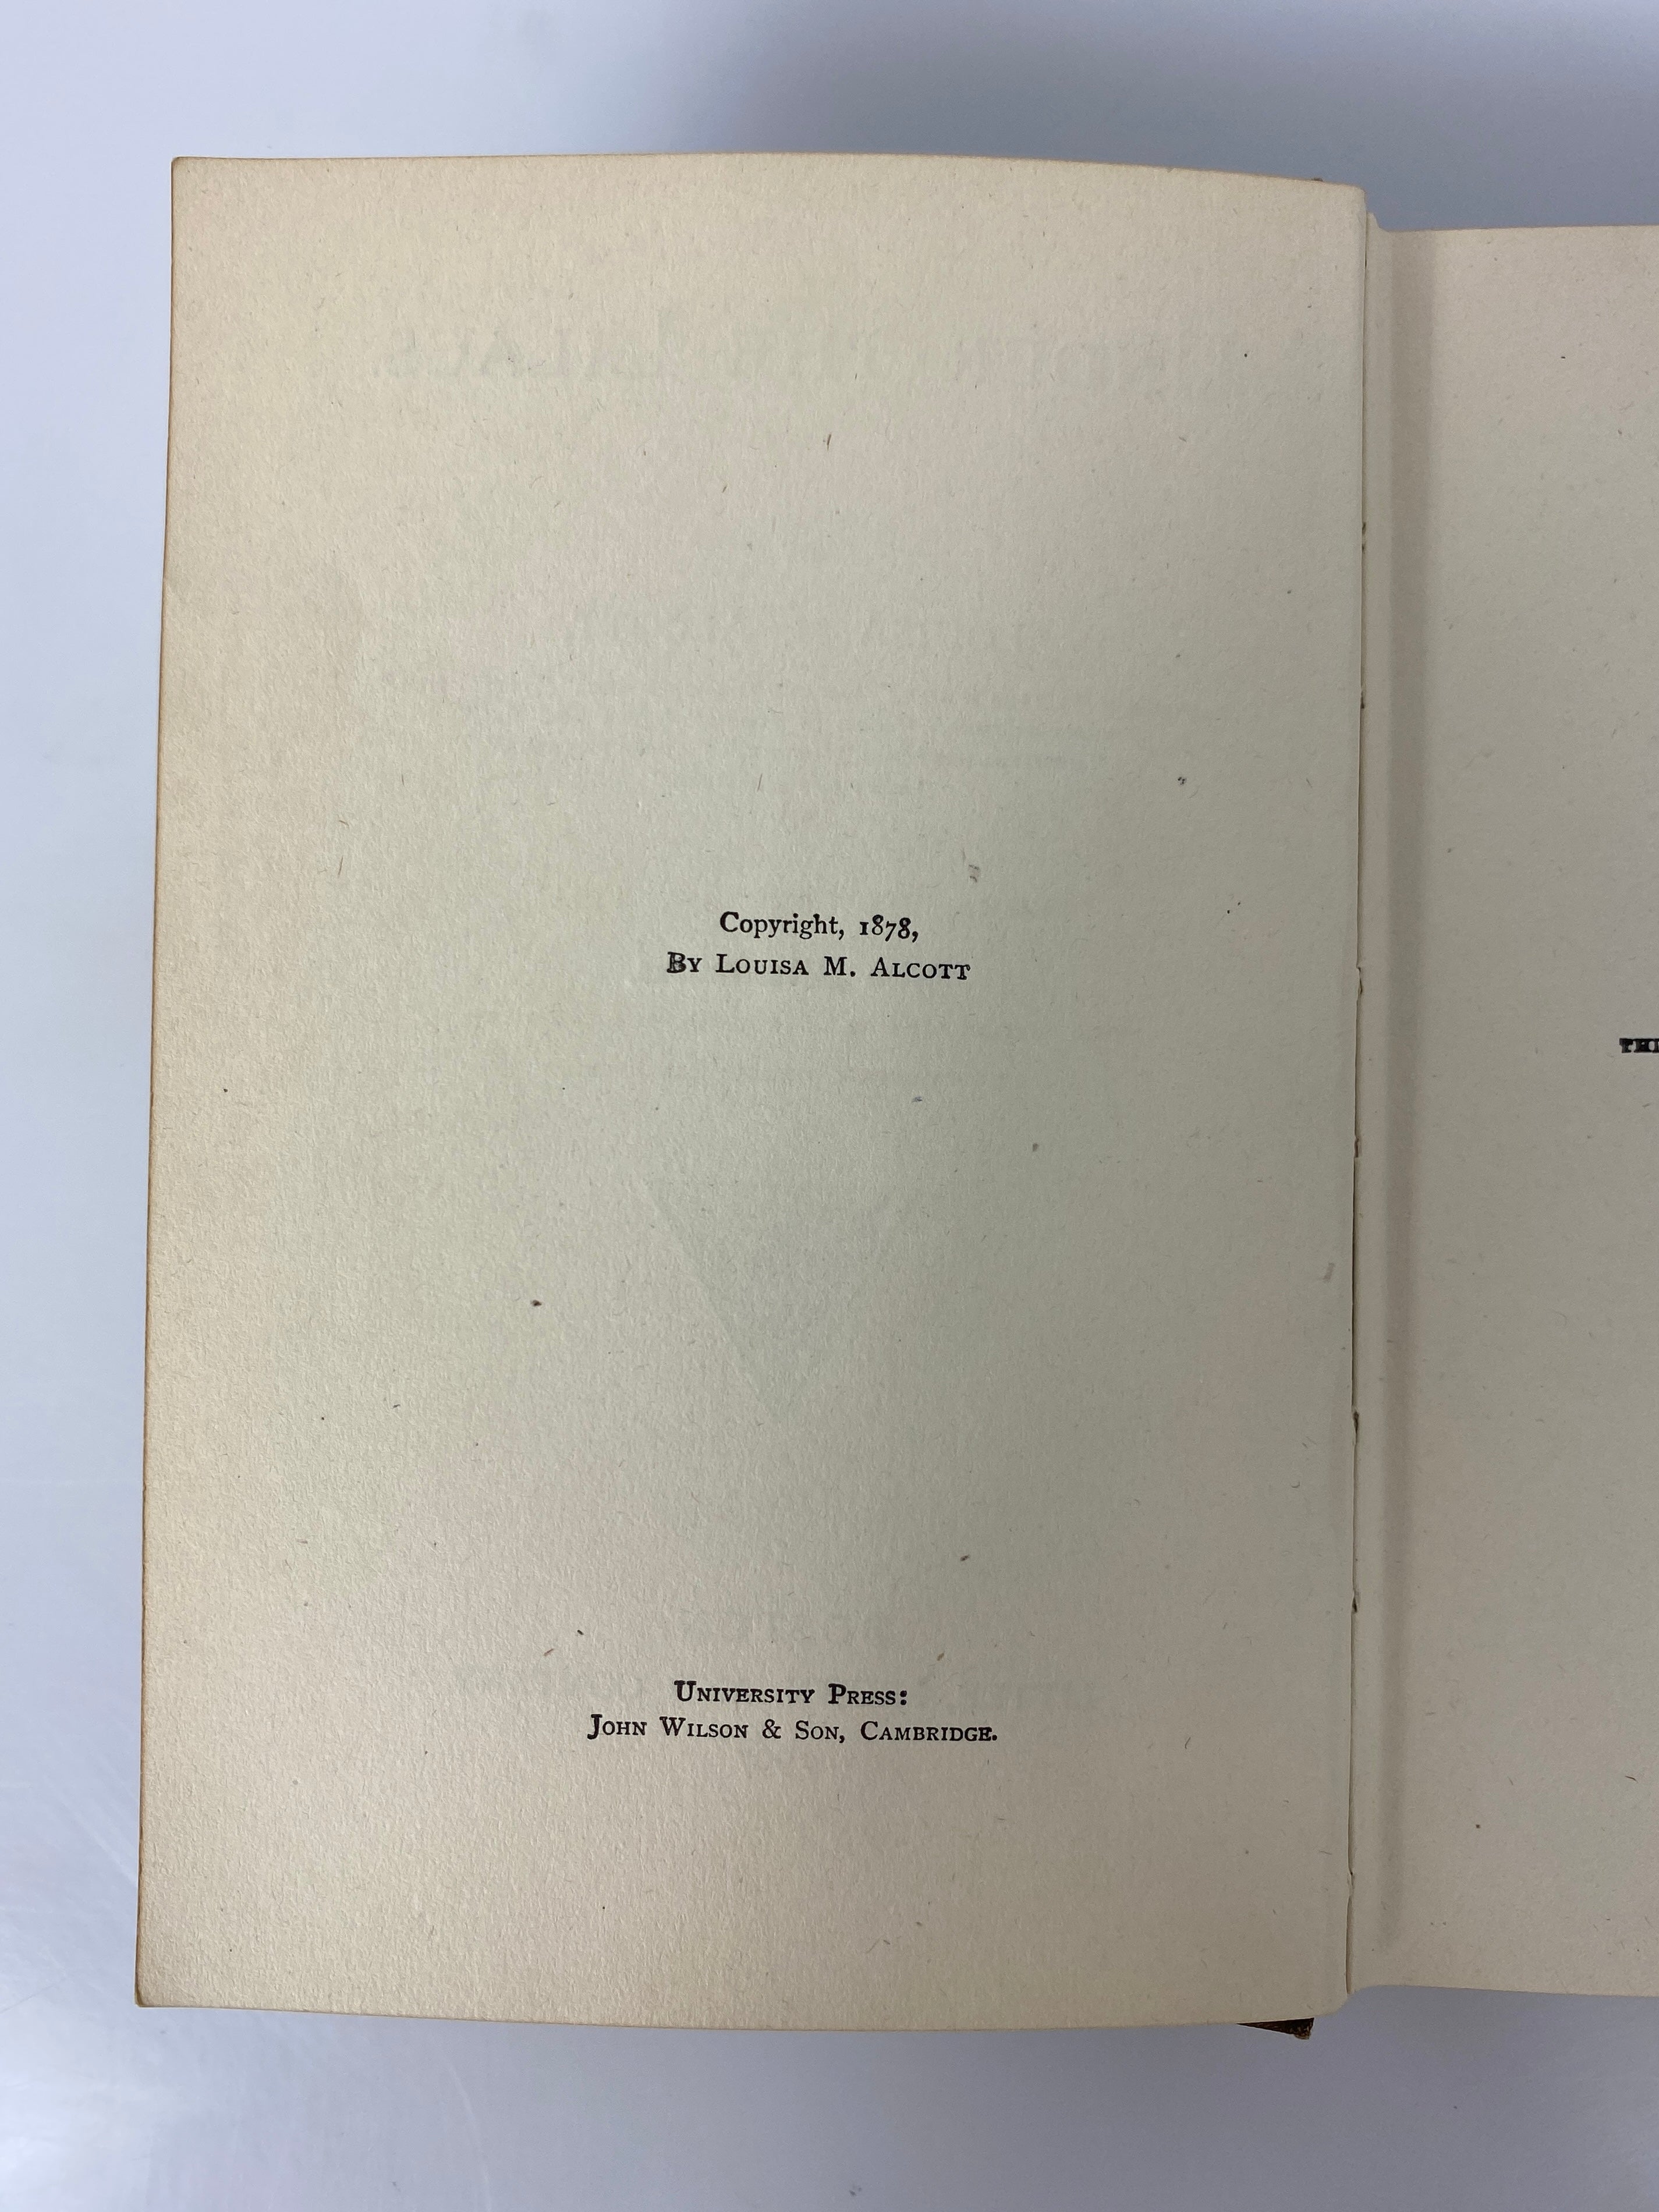 Copyright, 1878,
By Louisa M. Alcott
University Press:
John Wilson & Son, Cambridge.